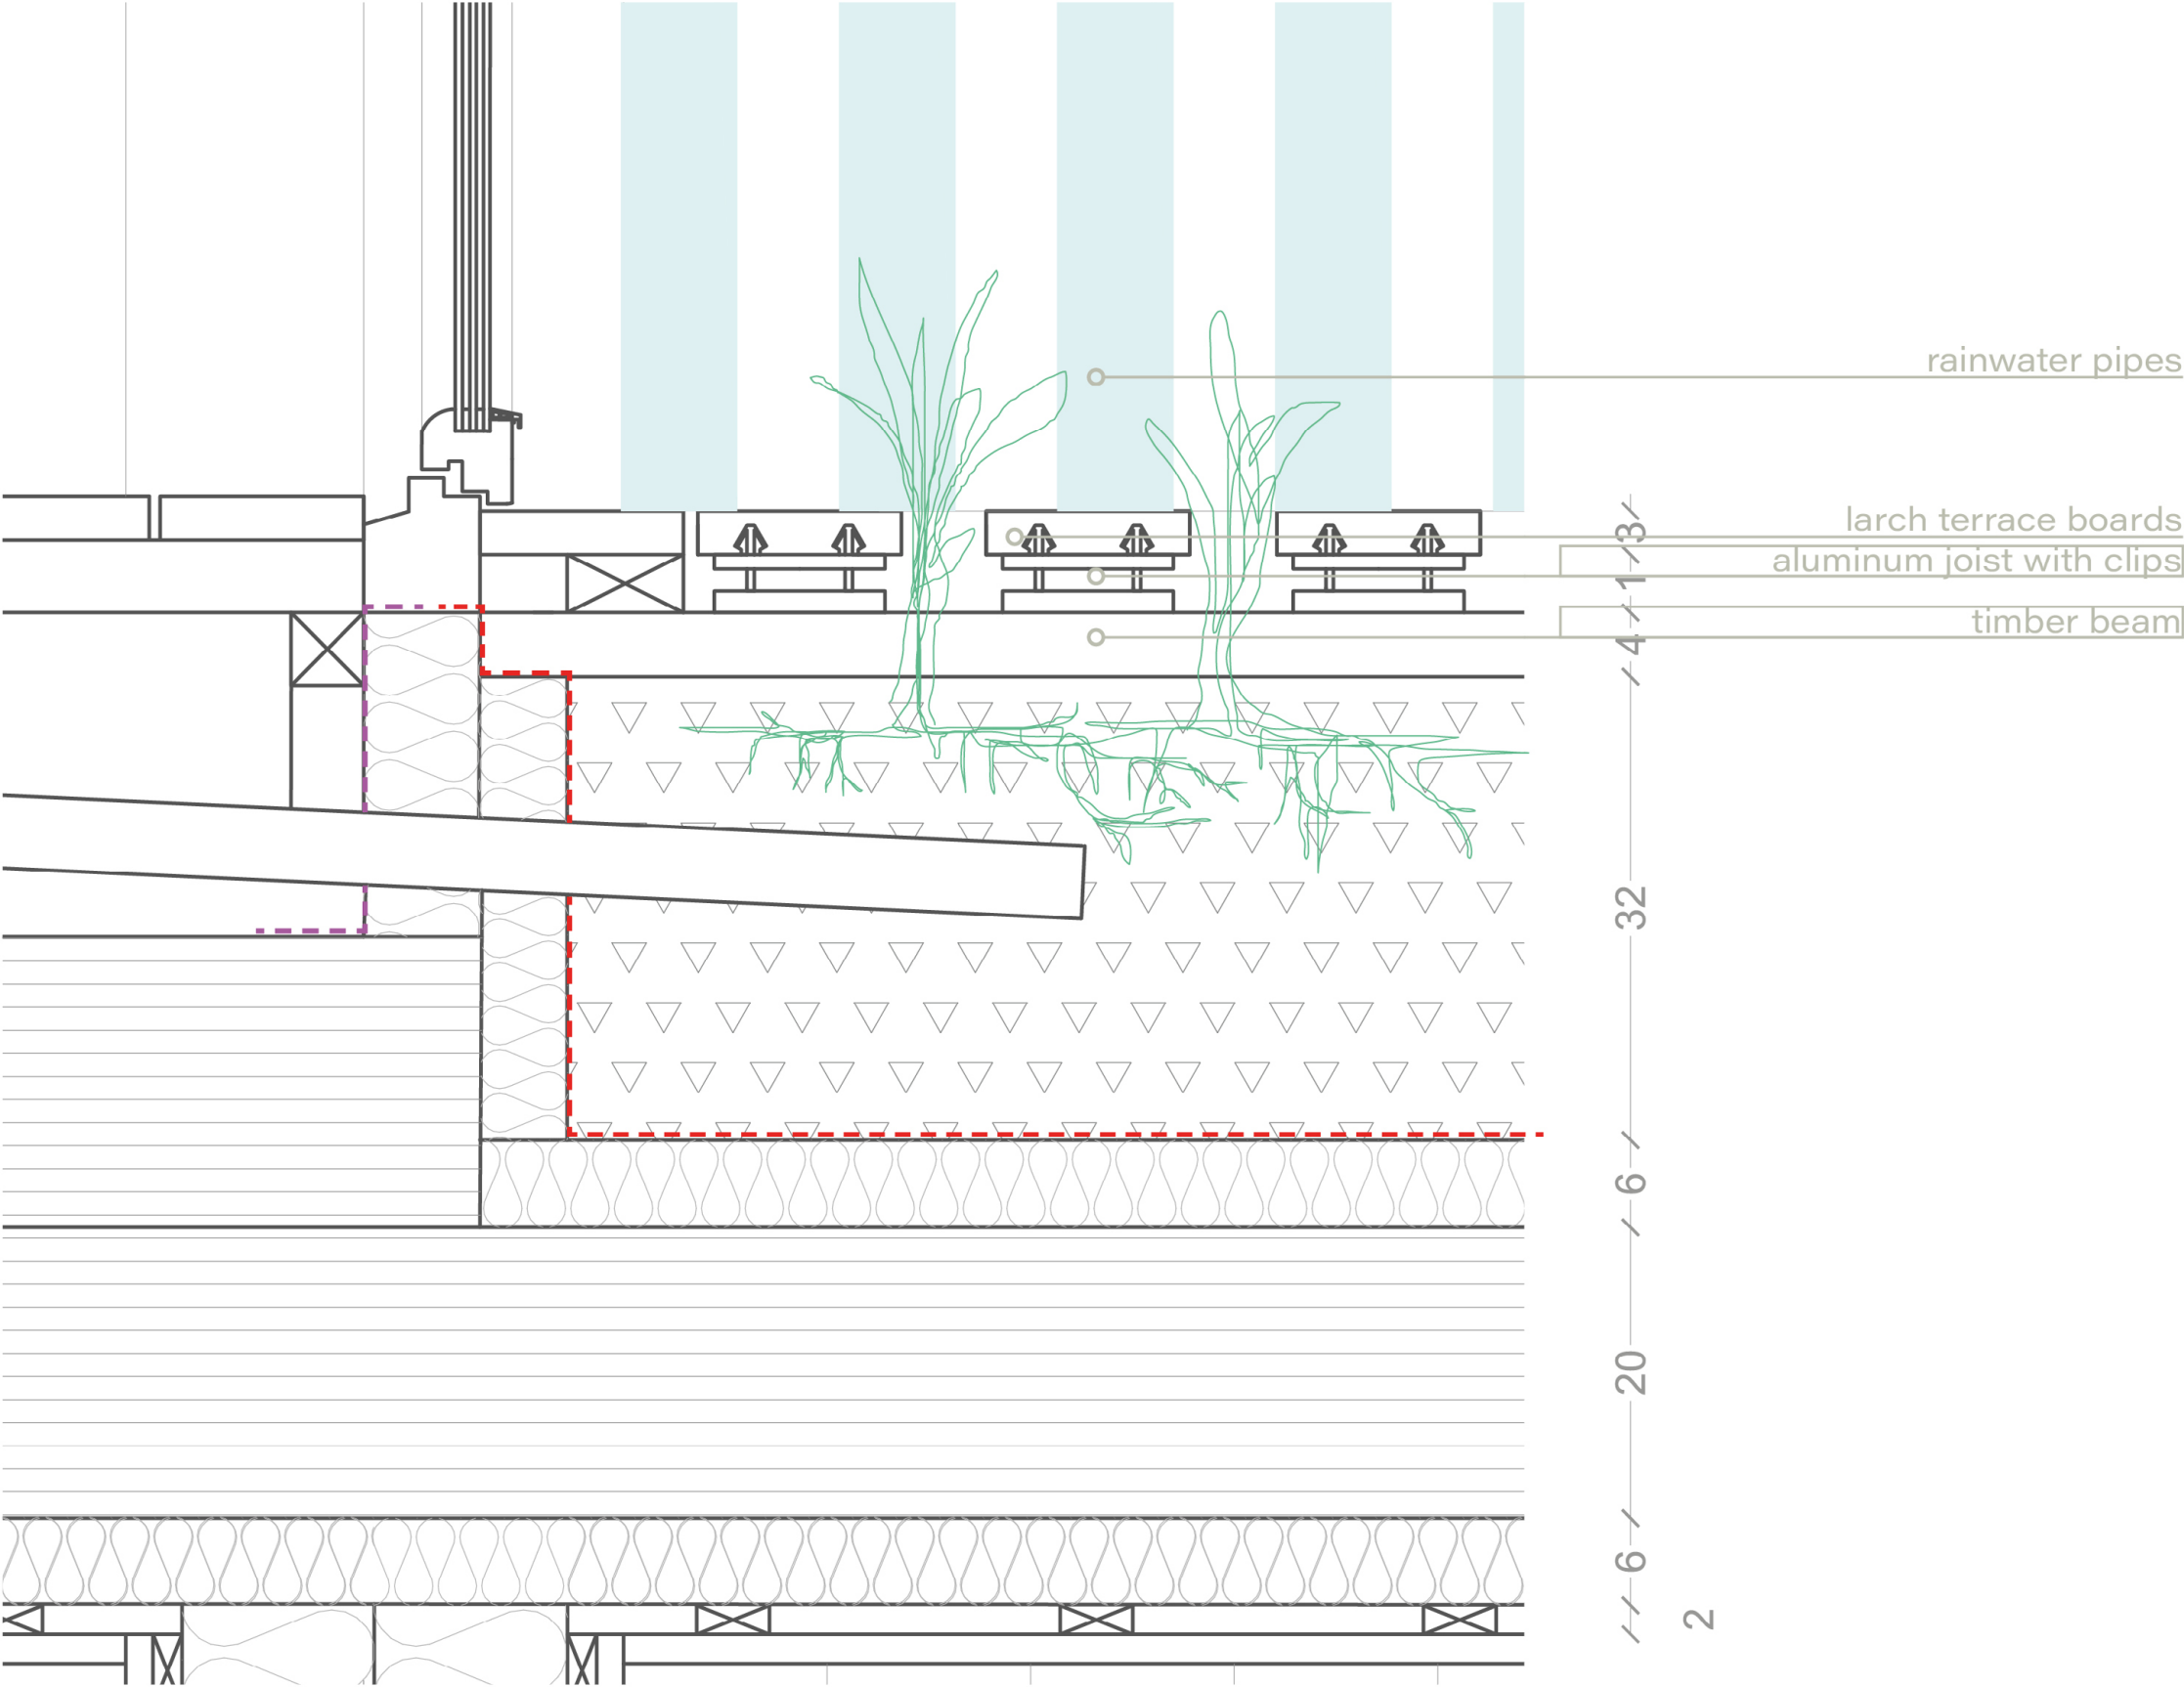 rainwater pipes
larch terrace boards
aluminum joist with clips
timber beam
3
1
4
32
6
20
6
2